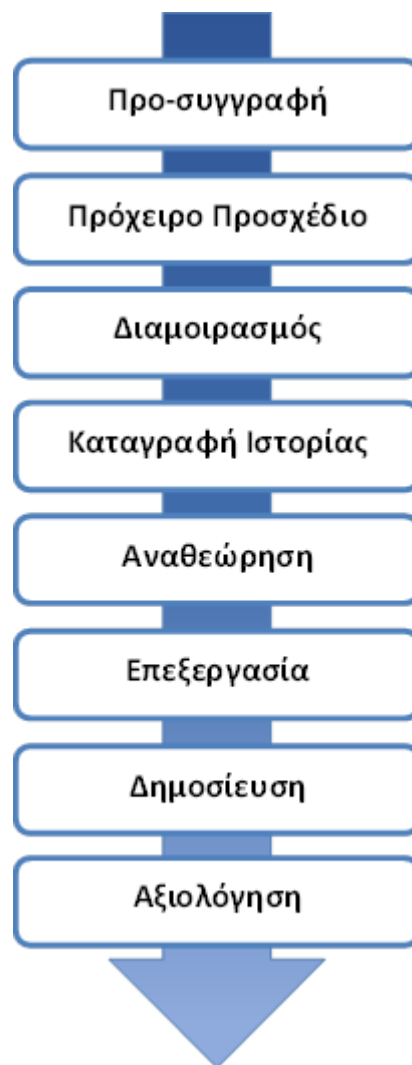 Προ-συγγραφή
Πρόχειρο Προσχέδιο
Διαμοιρασμός
Καταγραφή Ιστορίας
Αναθεώρηση
Επεξεργασία
Δημοσίευση
Αξιολόγηση